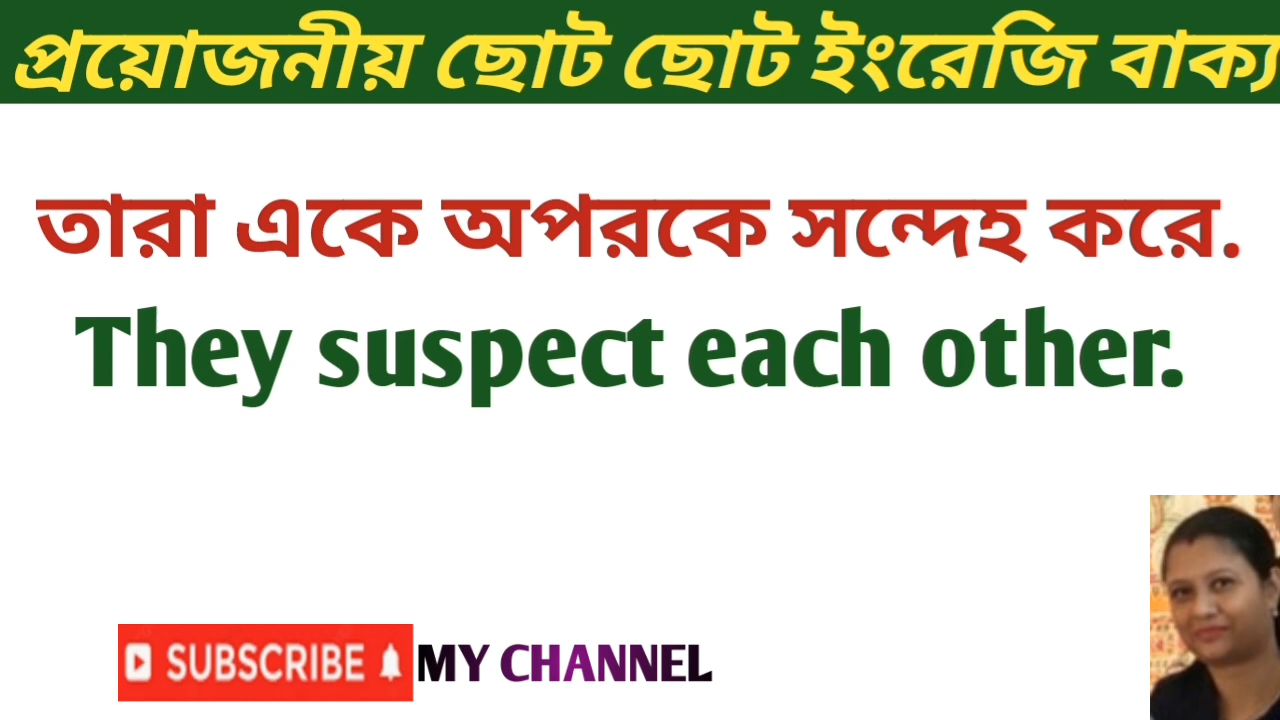 প্রয়োজনীয় ছোট ছোট ইংরেজি বাক্য
তারা একে অপরকে সন্দেহ করে.
They suspect each other.
SUBSCRIBE MY CHANNEL